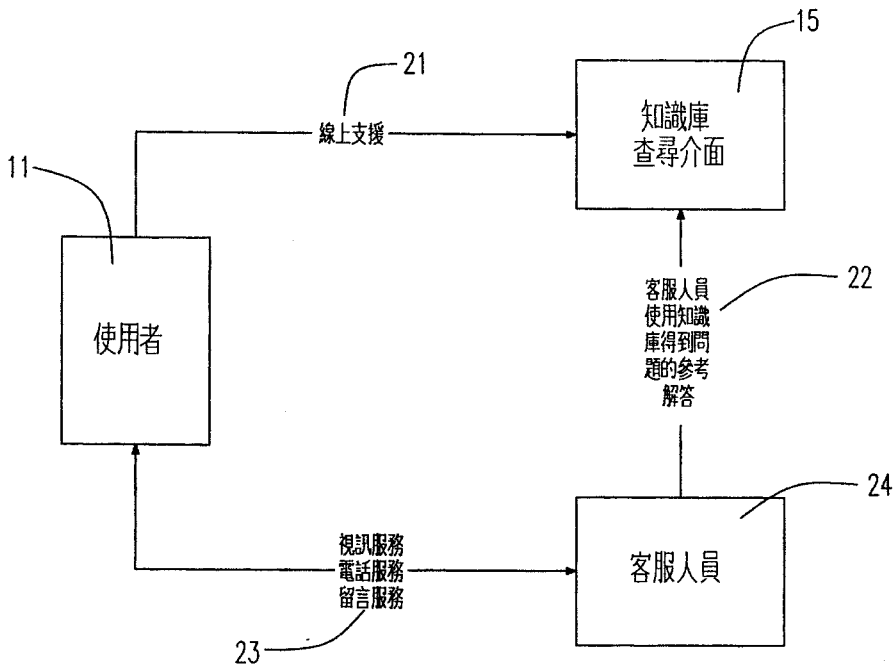 21
15
線上支援
知識庫
查尋介面
11
使用者
客服人員
使用知識
庫得到問
題的參考
解答
22
24
視訊服務
電話服務
留言服務
客服人員
23